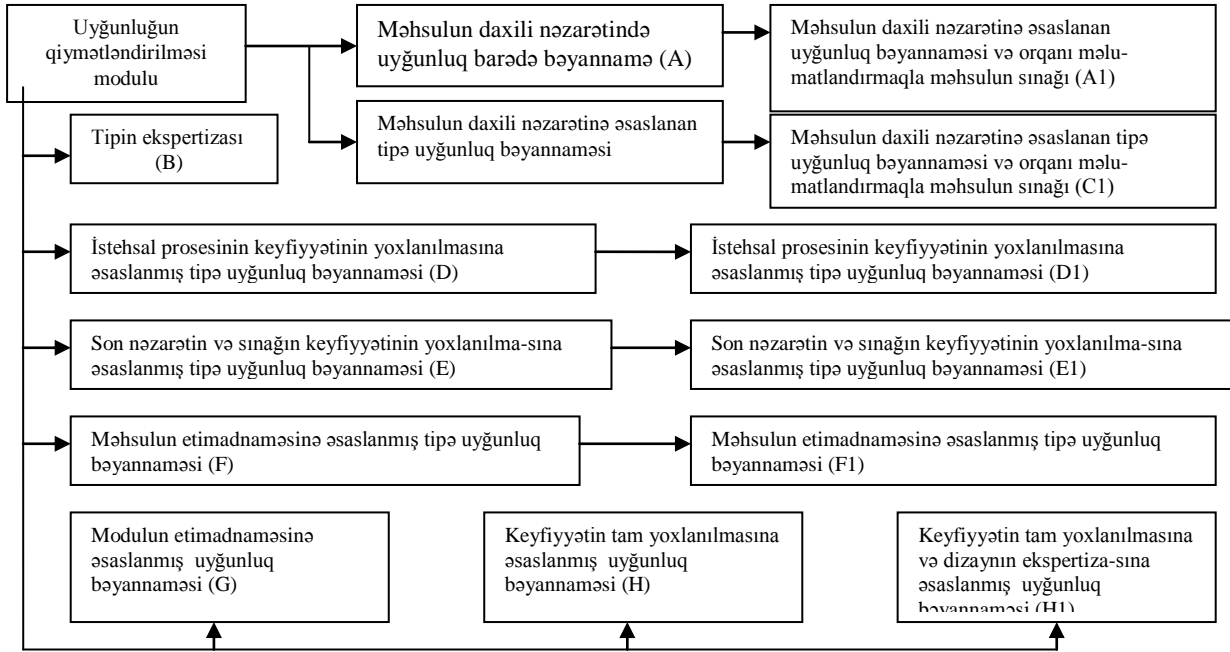 Uyğunluğun
qiymətləndirilməsi
modulu
Məhsulun daxili nəzarətində
uyğunluq barədə bəyannamə (A)
Məhsulun daxili nəzarətinə əsaslanan
uyğunluq bəyannaməsi və orqanı məlu-
matlandırmaqla məhsulun sınağı (A1)
Tipin ekspertizası
(B)
Məhsulun daxili nəzarətinə əsaslanan
tipə uyğunluq bəyannaməsi
Məhsulun daxili nəzarətinə əsaslanan tipə
uyğunluq bəyannaməsi və orqanı məlu-
matlandırmaqla məhsulun sınağı (C1)
İstehsal prosesinin keyfiyyətinin yoxlanılmasına
əsaslanmış tipə uyğunluq bəyannaməsi (D)
İstehsal prosesinin keyfiyyətinin yoxlanılmasına
əsaslanmış tipə uyğunluq bəyannaməsi (D1)
Son nəzarətin və sınağın keyfiyyətinin yoxlanılma-sına
əsaslanmış tipə uyğunluq bəyannaməsi (E)
Son nəzarətin və sınağın keyfiyyətinin yoxlanılma-sına
əsaslanmış tipə uyğunluq bəyannaməsi (E1)
Məhsulun etimadnaməsinə əsaslanmış tipə uyğunluq
bəyannaməsi (F)
Məhsulun etimadnaməsinə əsaslanmış tipə uyğunluq
bəyannaməsi (F1)
Modulun etimadnaməsinə
əsaslanmış uyğunluq
bəyannaməsi (G)
Keyfiyyətin tam yoxlanılmasına
əsaslanmış uyğunluq
bəyannaməsi (H)
Keyfiyyətin tam yoxlanılmasına
və dizaynın ekspertiza-sına
əsaslanmış uyğunluq
bəyannaməsi (H1)